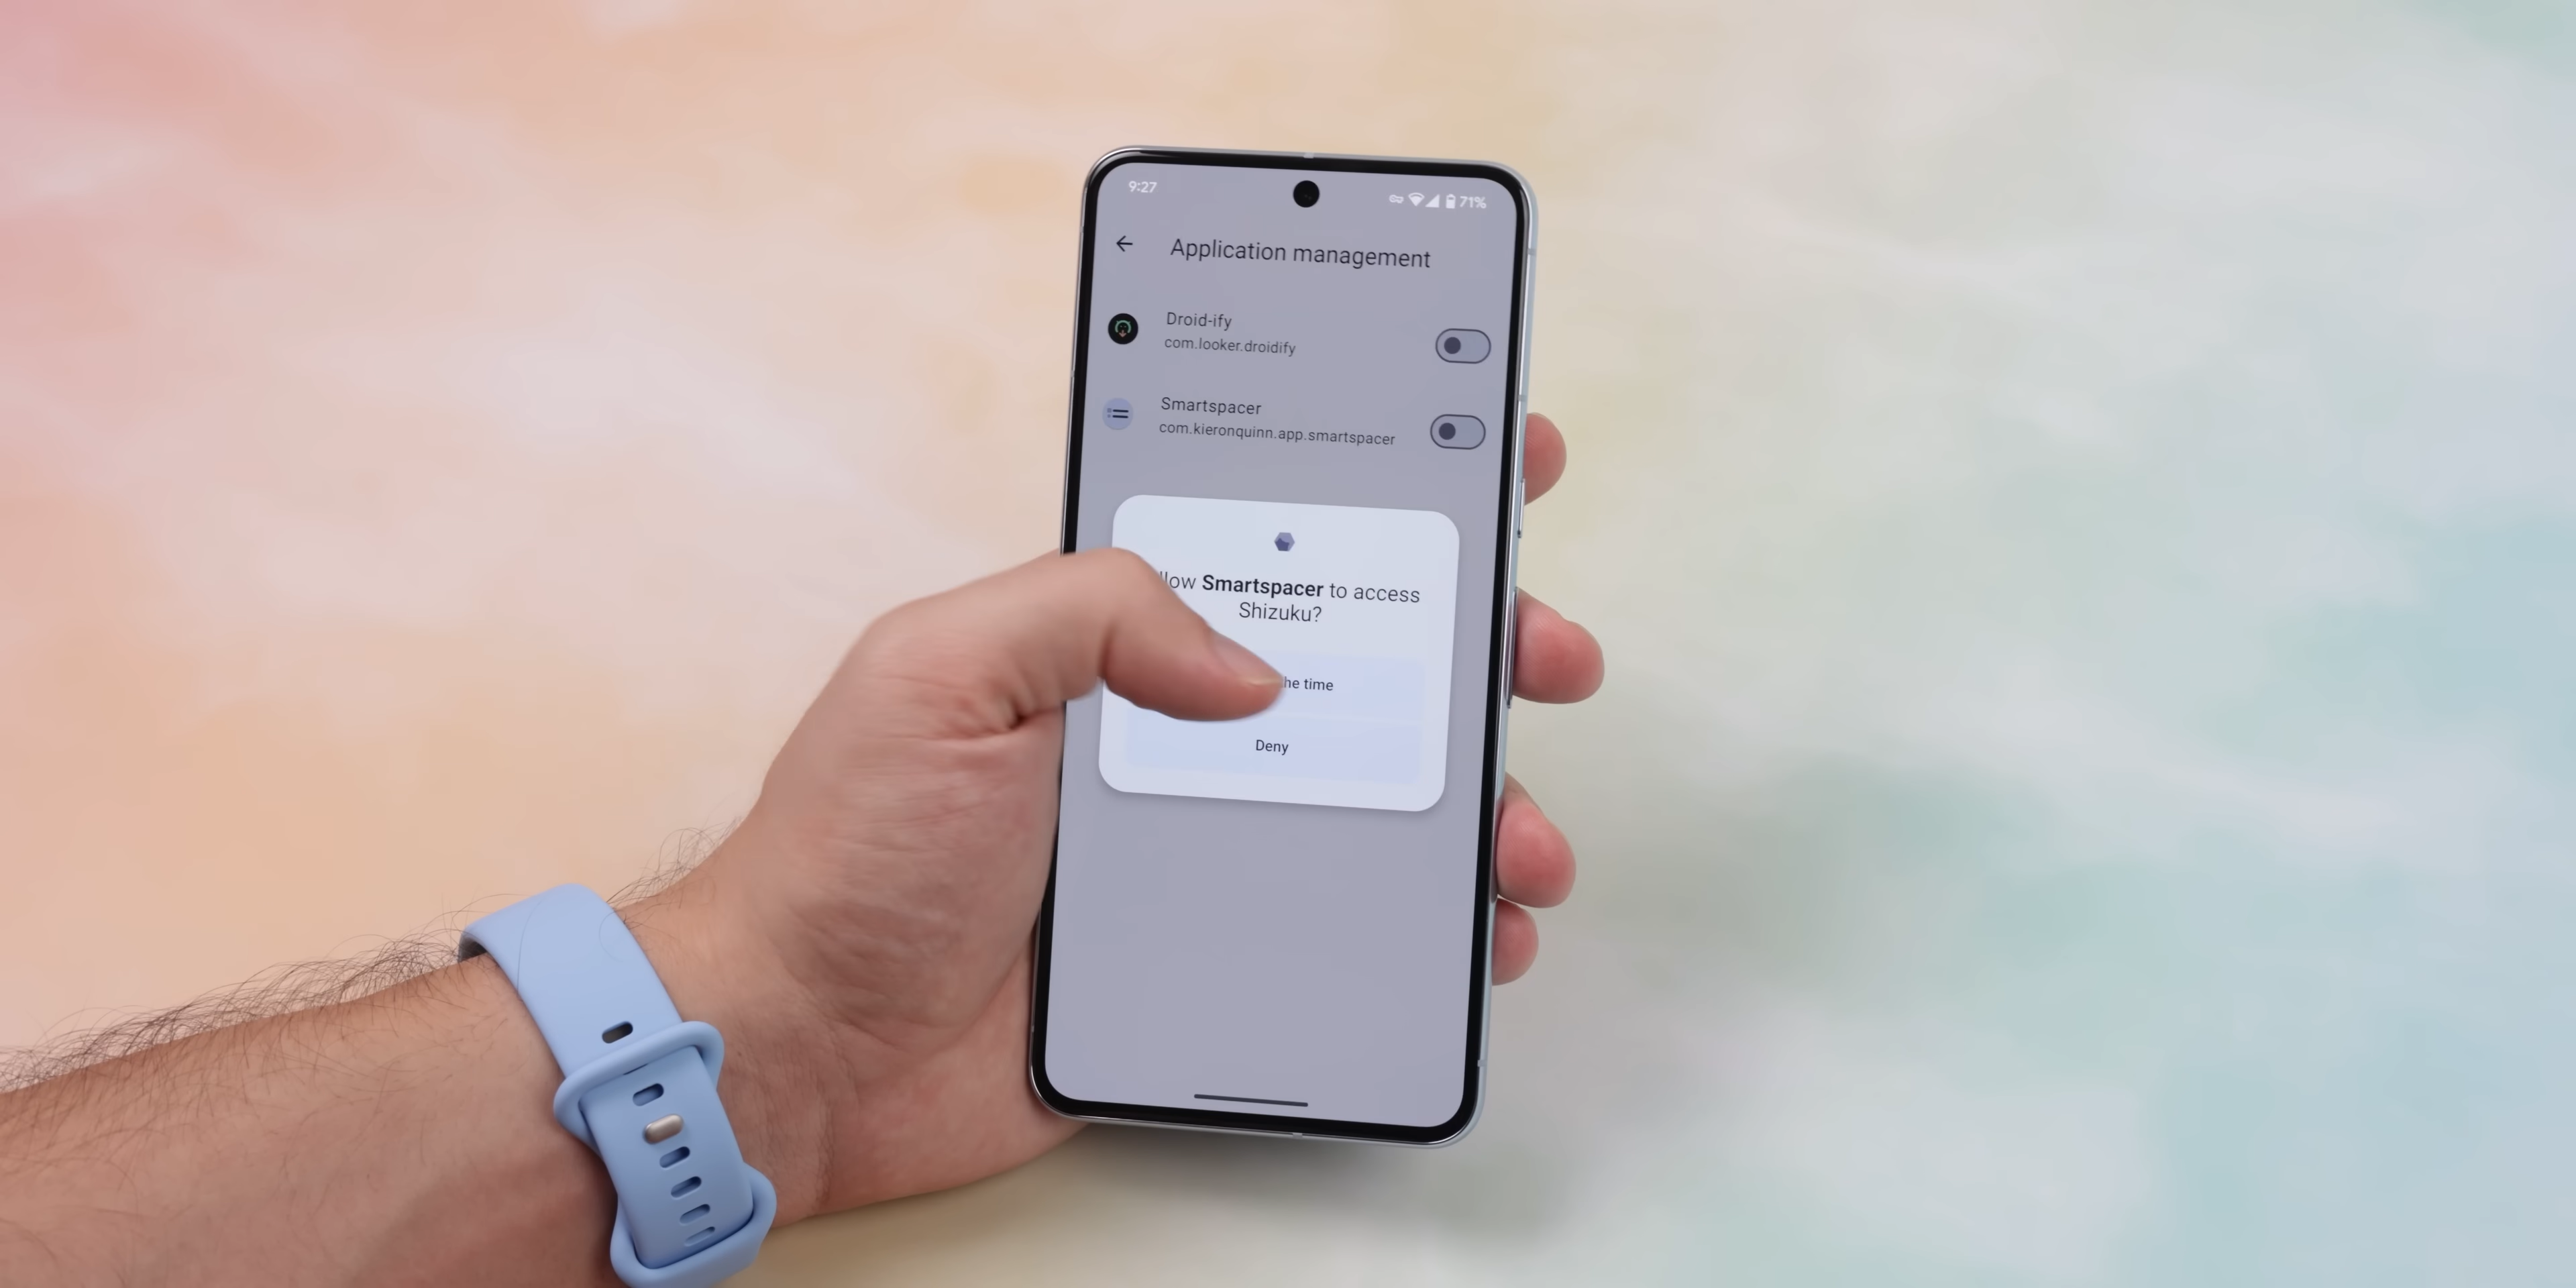 9:27
71%
Application management
Droid-ify
com.looker.droidify
Smartspacer
com.kieronquinn.app.smartspacer
llow Smartspacer to access
Shizuku?
he time
Deny